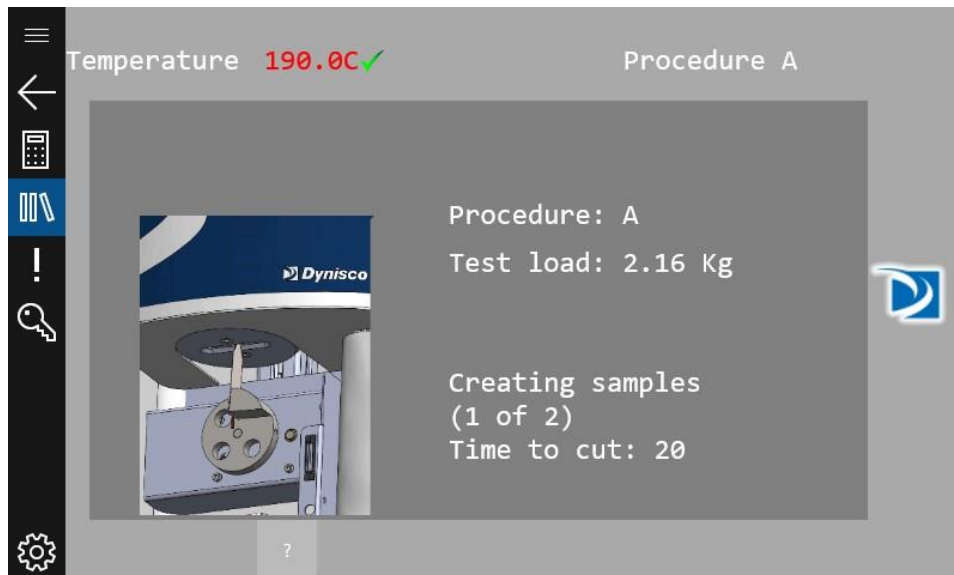 Temperature 190.0C Procedure A
Dynisco
Procedure: A
Test load: 2.16 Kg
Creating samples
(1 of 2)
Time to cut: 20
?